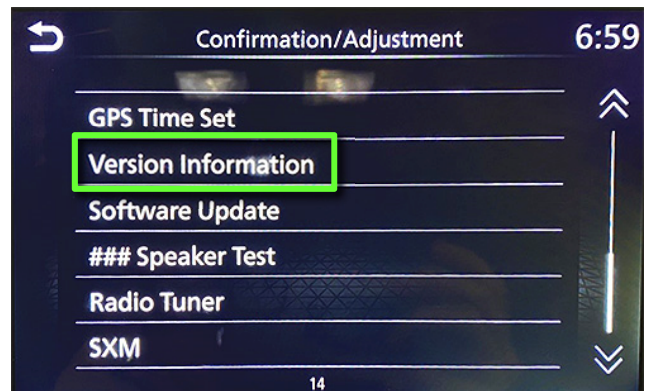 Confirmation/Adjustment 6:59
GPS Time Set
Version Information
Software Update
### Speaker Test
Radio Tuner
SXM
14